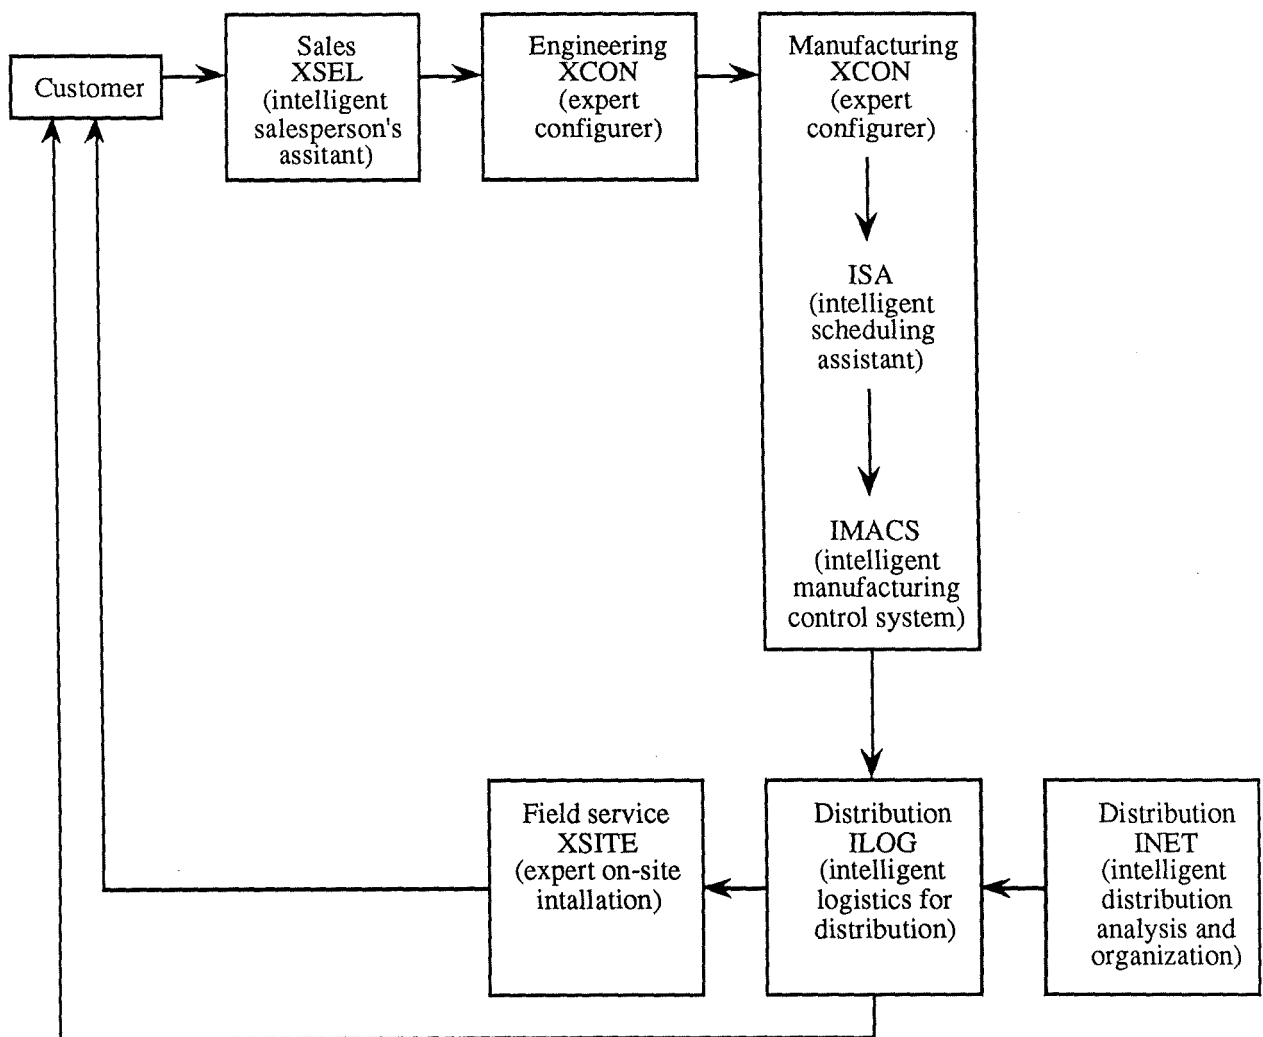 Customer
Sales
XSEL
(intelligent
salesperson's
assitant)
Engineering
XCON
(expert
configurer)
Manufacturing
XCON
(expert
configurer)
ISA
(intelligent
scheduling
assistant)
IMACS
(intelligent
manufacturing
control system)
Field service
XSITE
(expert on-site
intallation)
Distribution
ILOG
(intelligent
logistics for
distribution)
Distribution
INET
(intelligent
distribution
analysis and
organization)